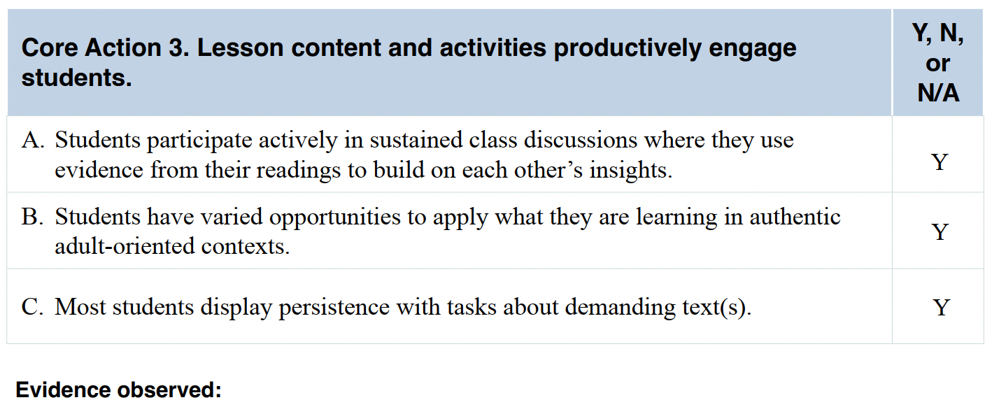 Core Action 3. Lesson content and activities productively engage
students.
Y, N,
or
N/A
A. Students participate actively in sustained class discussions where they use
evidence from their readings to build on each other’s insights.
Y
B. Students have varied opportunities to apply what they are learning in authentic
adult-oriented contexts.
Y
C. Most students display persistence with tasks about demanding text(s).
Y
Evidence observed: